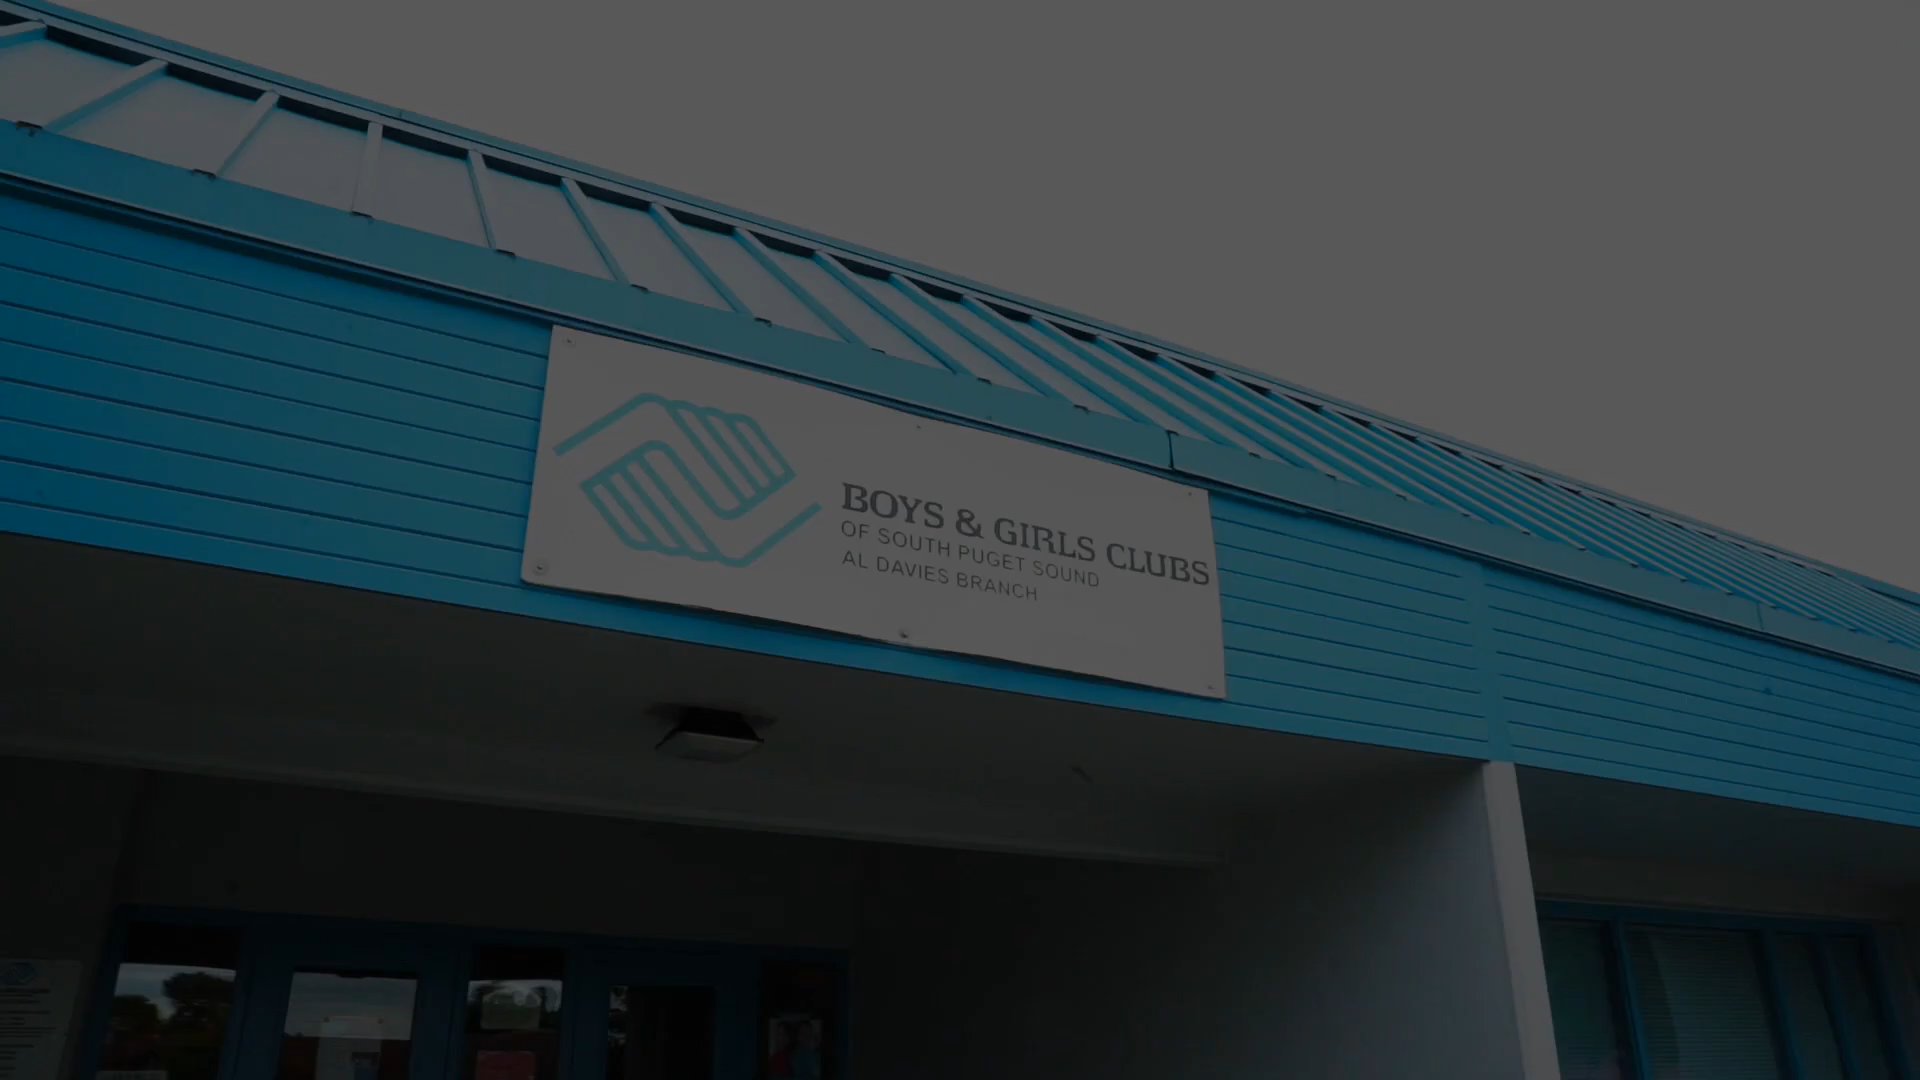 BOYS & GIRLS CLUBS
OF SOUTH PUGET SOUND
AL DAVIES BRANCH